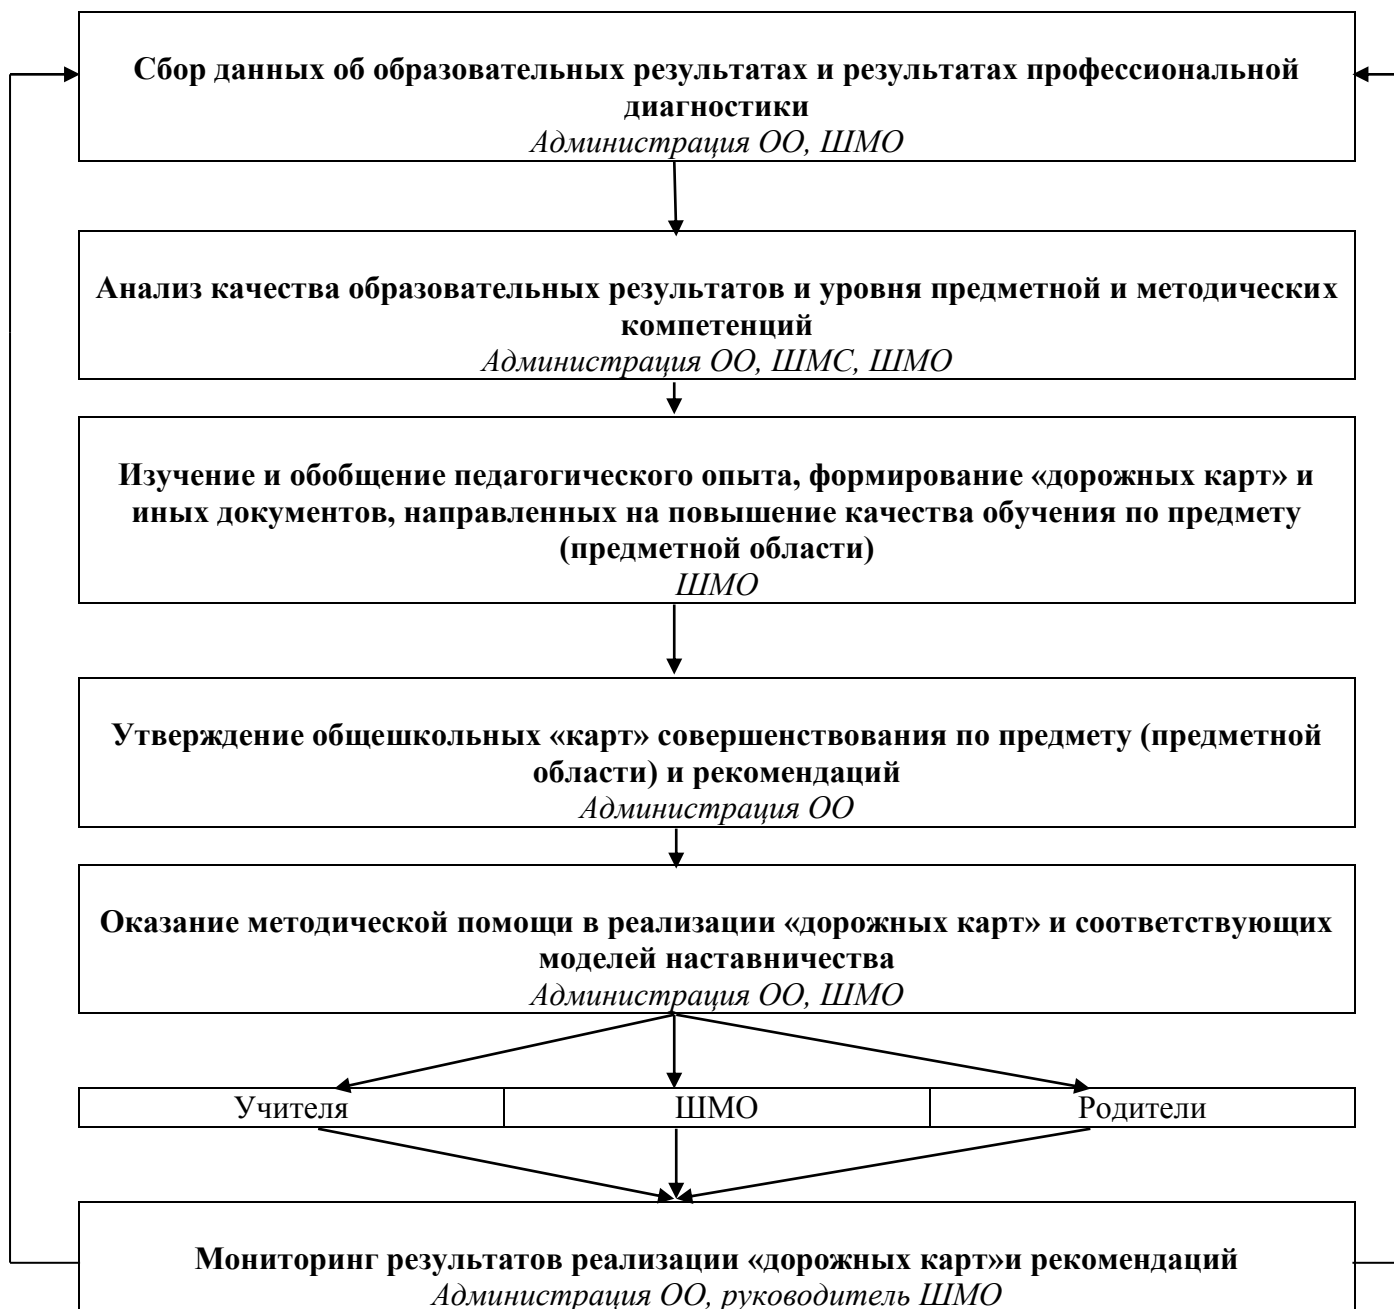 Сбор данных об образовательных результатах и результатах профессиональной
диагностики
Администрация ОО, ШМО
Анализ качества образовательных результатов и уровня предметной и методических
компетенций
Администрация ОО, ШМС, ШМО
Изучение и обобщение педагогического опыта, формирование «дорожных карт» и
иных документов, направленных на повышение качества обучения по предмету
(предметной области)
ШМО
Утверждение общешкольных «карт» совершенствования по предмету (предметной
области) и рекомендаций
Администрация ОО
Оказание методической помощи в реализации «дорожных карт» и соответствующих
моделей наставничества
Администрация ОО, ШМО
Учителя ШМО Родители
Мониторинг результатов реализации «дорожных карт»и рекомендаций
Администрация ОО, руководитель ШМО